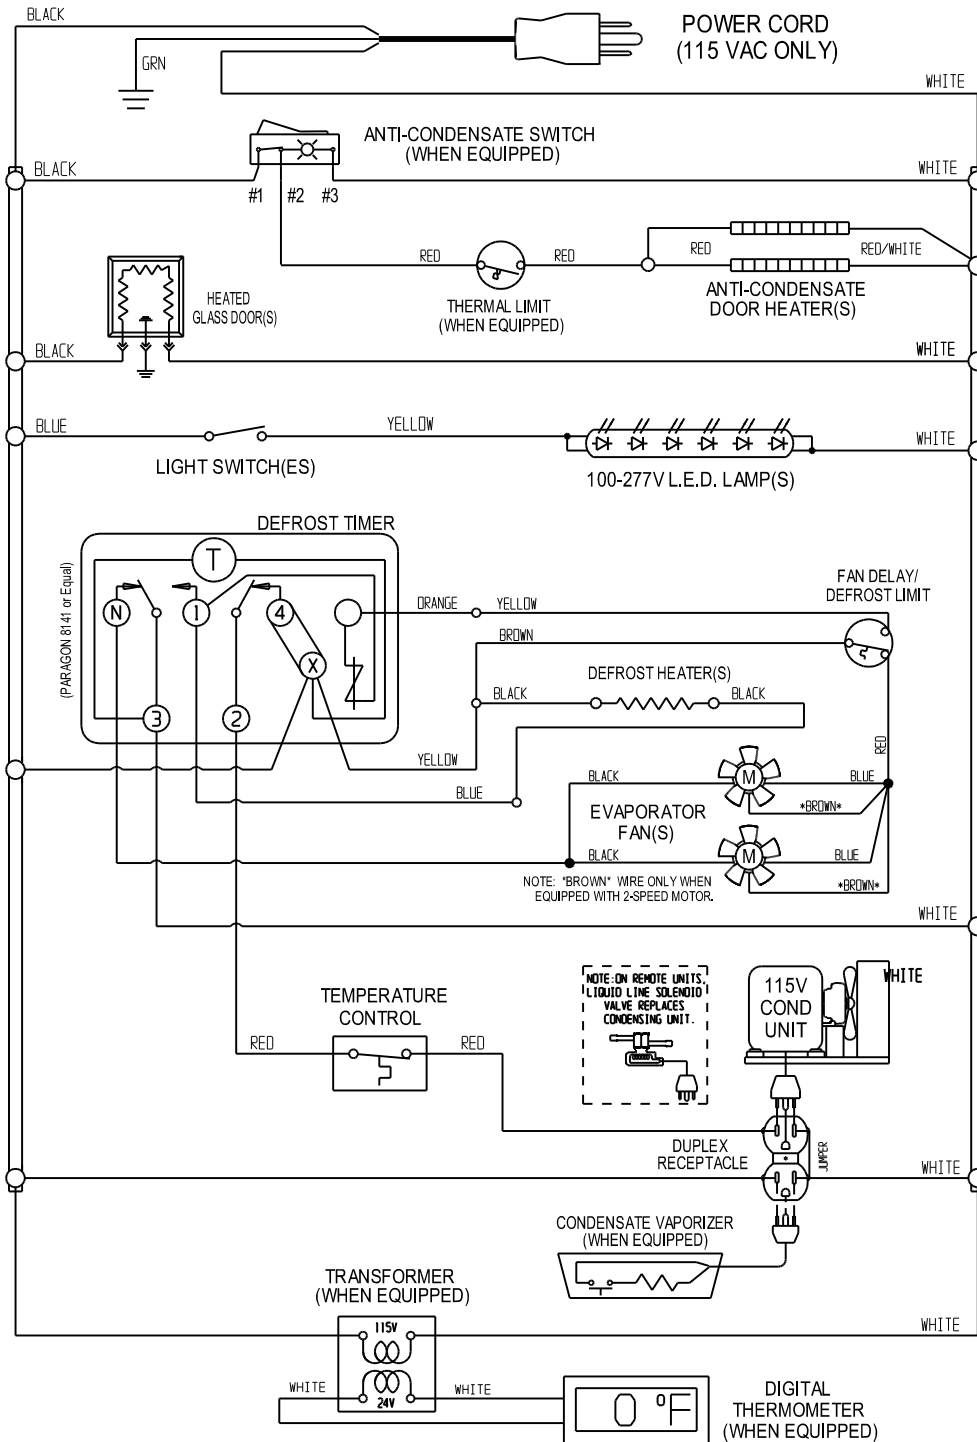 BLACK
POWER CORD
(115 VAC ONLY)
GRN
WHITE
ANTI-CONDENSATE SWITCH
(WHEN EQUIPPED)
BLACK
WHITE
#1 #2 #3
RED
RED
RED
RED/WHITE
THERMAL LIMIT
(WHEN EQUIPPED)
ANTI-CONDENSATE
DOOR HEATER(S)
HEATED
GLASS DOOR(S)
BLACK
WHITE
BLUE
YELLOW
WHITE
LIGHT SWITCH(ES)
100-277V L.E.D. LAMP(S)
DEFROST TIMER
(PARAGON 8141 or Equal)
T
N
1
4
X
3
2
ORANGE
YELLOW
FAN DELAY/
DEFROST LIMIT
BROWN
DEFROST HEATER(S)
BLACK
BLACK
YELLOW
RED
BLUE
BLACK
M
BLUE
*BROWN*
EVAPORATOR
FAN(S)
BLACK
M
BLUE
*BROWN*
NOTE: *BROWN* WIRE ONLY WHEN
EQUIPPED WITH 2-SPEED MOTOR.
WHITE
TEMPERATURE
CONTROL
RED
RED
NOTE:ON REMOTE UNITS,
LIQUID LINE SOLENOID
VALVE REPLACES
CONDENSING UNIT.
115V
COND
UNIT
WHITE
DUPLEX
RECEPTACLE
*
JUMPER
WHITE
CONDENSATE VAPORIZER
(WHEN EQUIPPED)
TRANSFORMER
(WHEN EQUIPPED)
115V
WHITE
24V
WHITE
WHITE
0 °F
DIGITAL
THERMOMETER
(WHEN EQUIPPED)